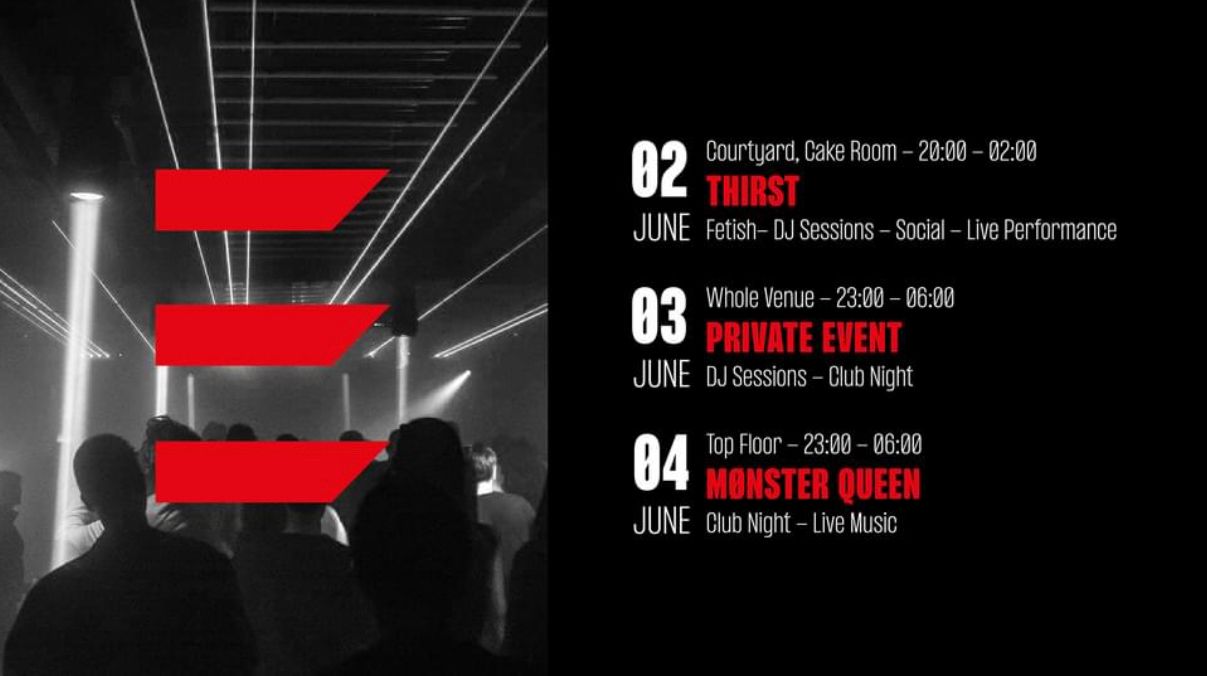 02
JUNE
Courtyard, Cake Room – 20:00 – 02:00
THIRST
Fetish– DJ Sessions – Social – Live Performance
03
JUNE
Whole Venue – 23:00 – 06:00
PRIVATE EVENT
DJ Sessions – Club Night
04
JUNE
Top Floor – 23:00 – 06:00
MØNSTER QUEEN
Club Night – Live Music